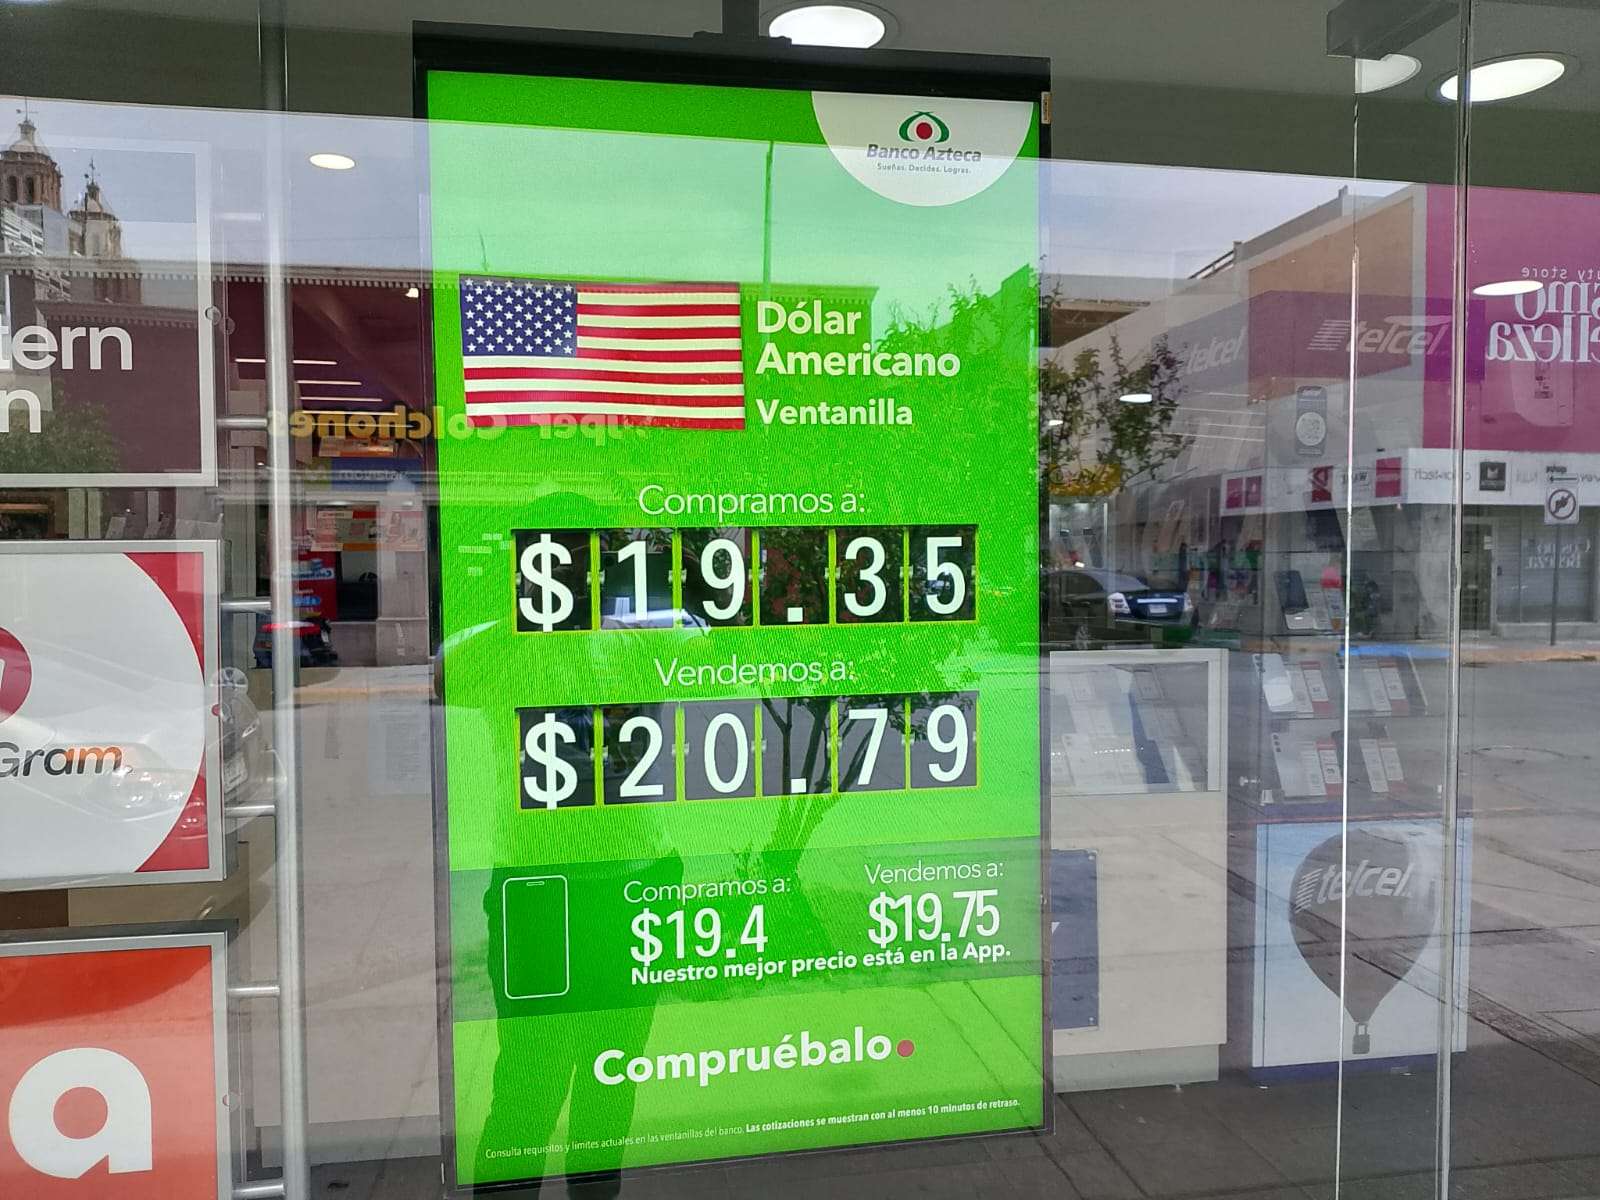 Banco Azteca
Sueñas. Decides. Logras.
Dólar
Americano
Ventanilla
Compramos a:
$19.35
Vendemos a:
$20.79
Compramos a:
$19.4
Vendemos a:
$19.75
Nuestro mejor precio está en la App.
Compruébalo
Consulta requisitos y límites actuales en las ventanillas del banco. Las cotizaciones se muestran con al menos 10 minutos de retraso.
tern
n
Gram.
a
Super Colchones
telcel
telcel
telcel